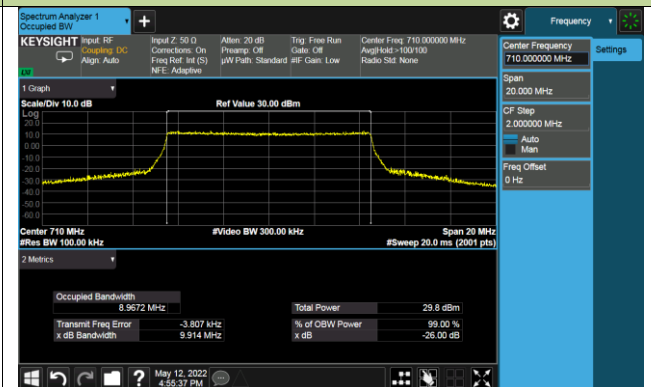 Spectrum Analyzer 1
Occupied BW
+
Frequency
KEYSIGHT
Input: RF
Coupling: DC
Align: Auto
Input Z: 50 Ω
Corrections: On
Freq Ref: Int (S)
NFE: Adaptive
Atten: 20 dB
Preamp: Off
µW Path: Standard
Trig: Free Run
Gate: Off
#IF Gain: Low
Center Freq: 710.000000 MHz
Avg|Hold:>100/100
Radio Std: None
Center Frequency
710.000000 MHz
Settings
Span
20.000 MHz
CF Step
2.000000 MHz
Auto
Man
Freq Offset
0 Hz
1 Graph
Scale/Div 10.0 dB
Ref Value 30.00 dBm
Log
20.0
10.0
0.00
-10.0
-20.0
-30.0
-40.0
-50.0
-60.0
Center 710 MHz
#Video BW 300.00 kHz
Span 20 MHz
#Res BW 100.00 kHz
#Sweep 20.0 ms (2001 pts)
2 Metrics
Occupied Bandwidth
8.9672 MHz
Total Power 29.8 dBm
Transmit Freq Error -3.807 kHz
% of OBW Power 99.00 %
x dB Bandwidth 9.914 MHz
x dB -26.00 dB
?
May 12, 2022
4:55:37 PM